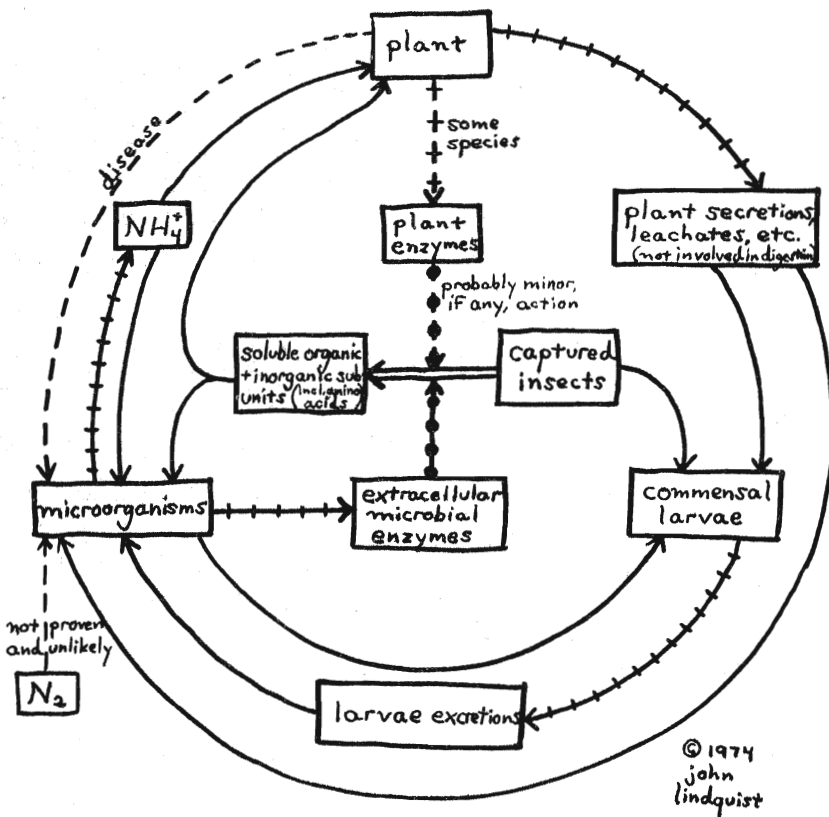 plant
disease
some
species
NH₄⁺
plant
enzymes
plant secretions,
leachates, etc.
(not involved in digestion)
probably minor,
if any, action
soluble organic
+ inorganic sub
units (incl. amino
acids)
captured
insects
microorganisms
extracellular
microbial
enzymes
commensal
larvae
not proven
and unlikely
N₂
larvae excretions
© 1974
john
lindquist